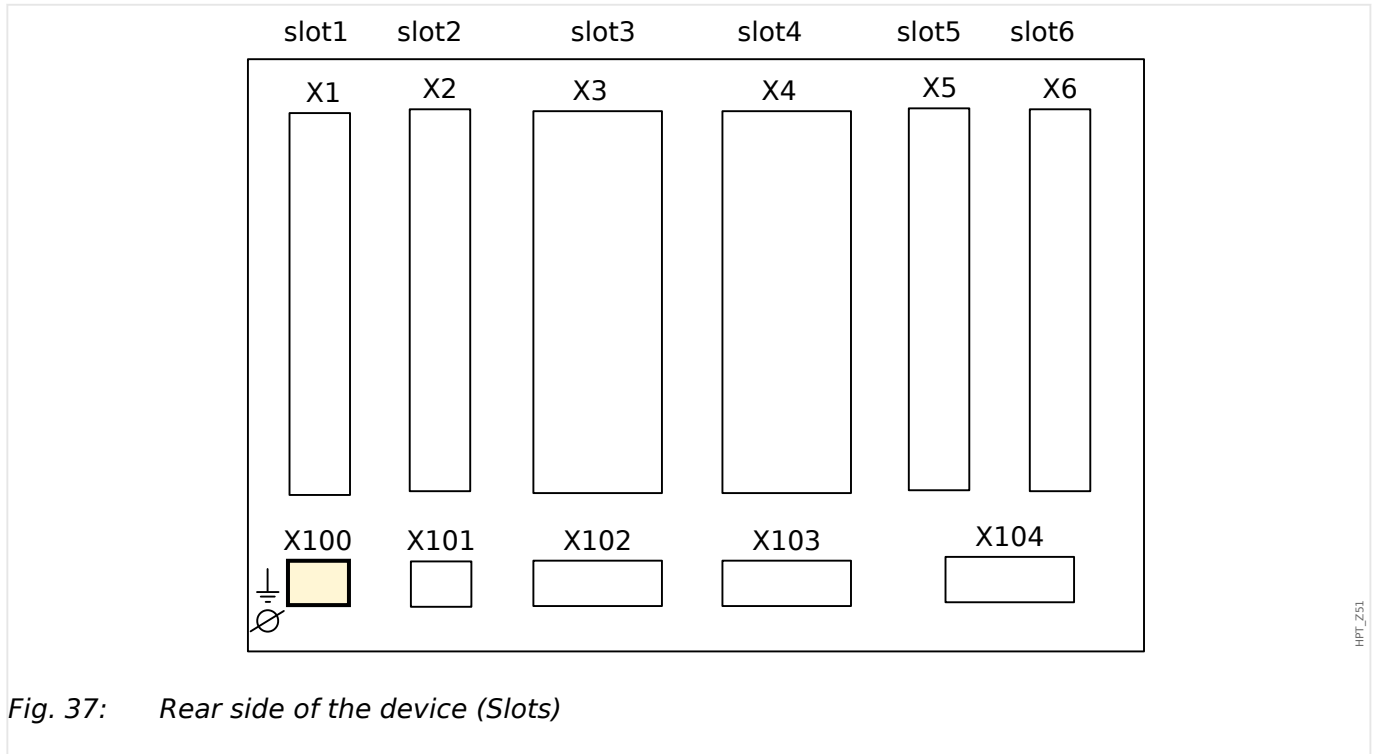 slot1 slot2 slot3 slot4 slot5 slot6
X1 X2 X3 X4 X5 X6
X100 X101 X102 X103 X104
HPT_Z51
Fig. 37: Rear side of the device (Slots)